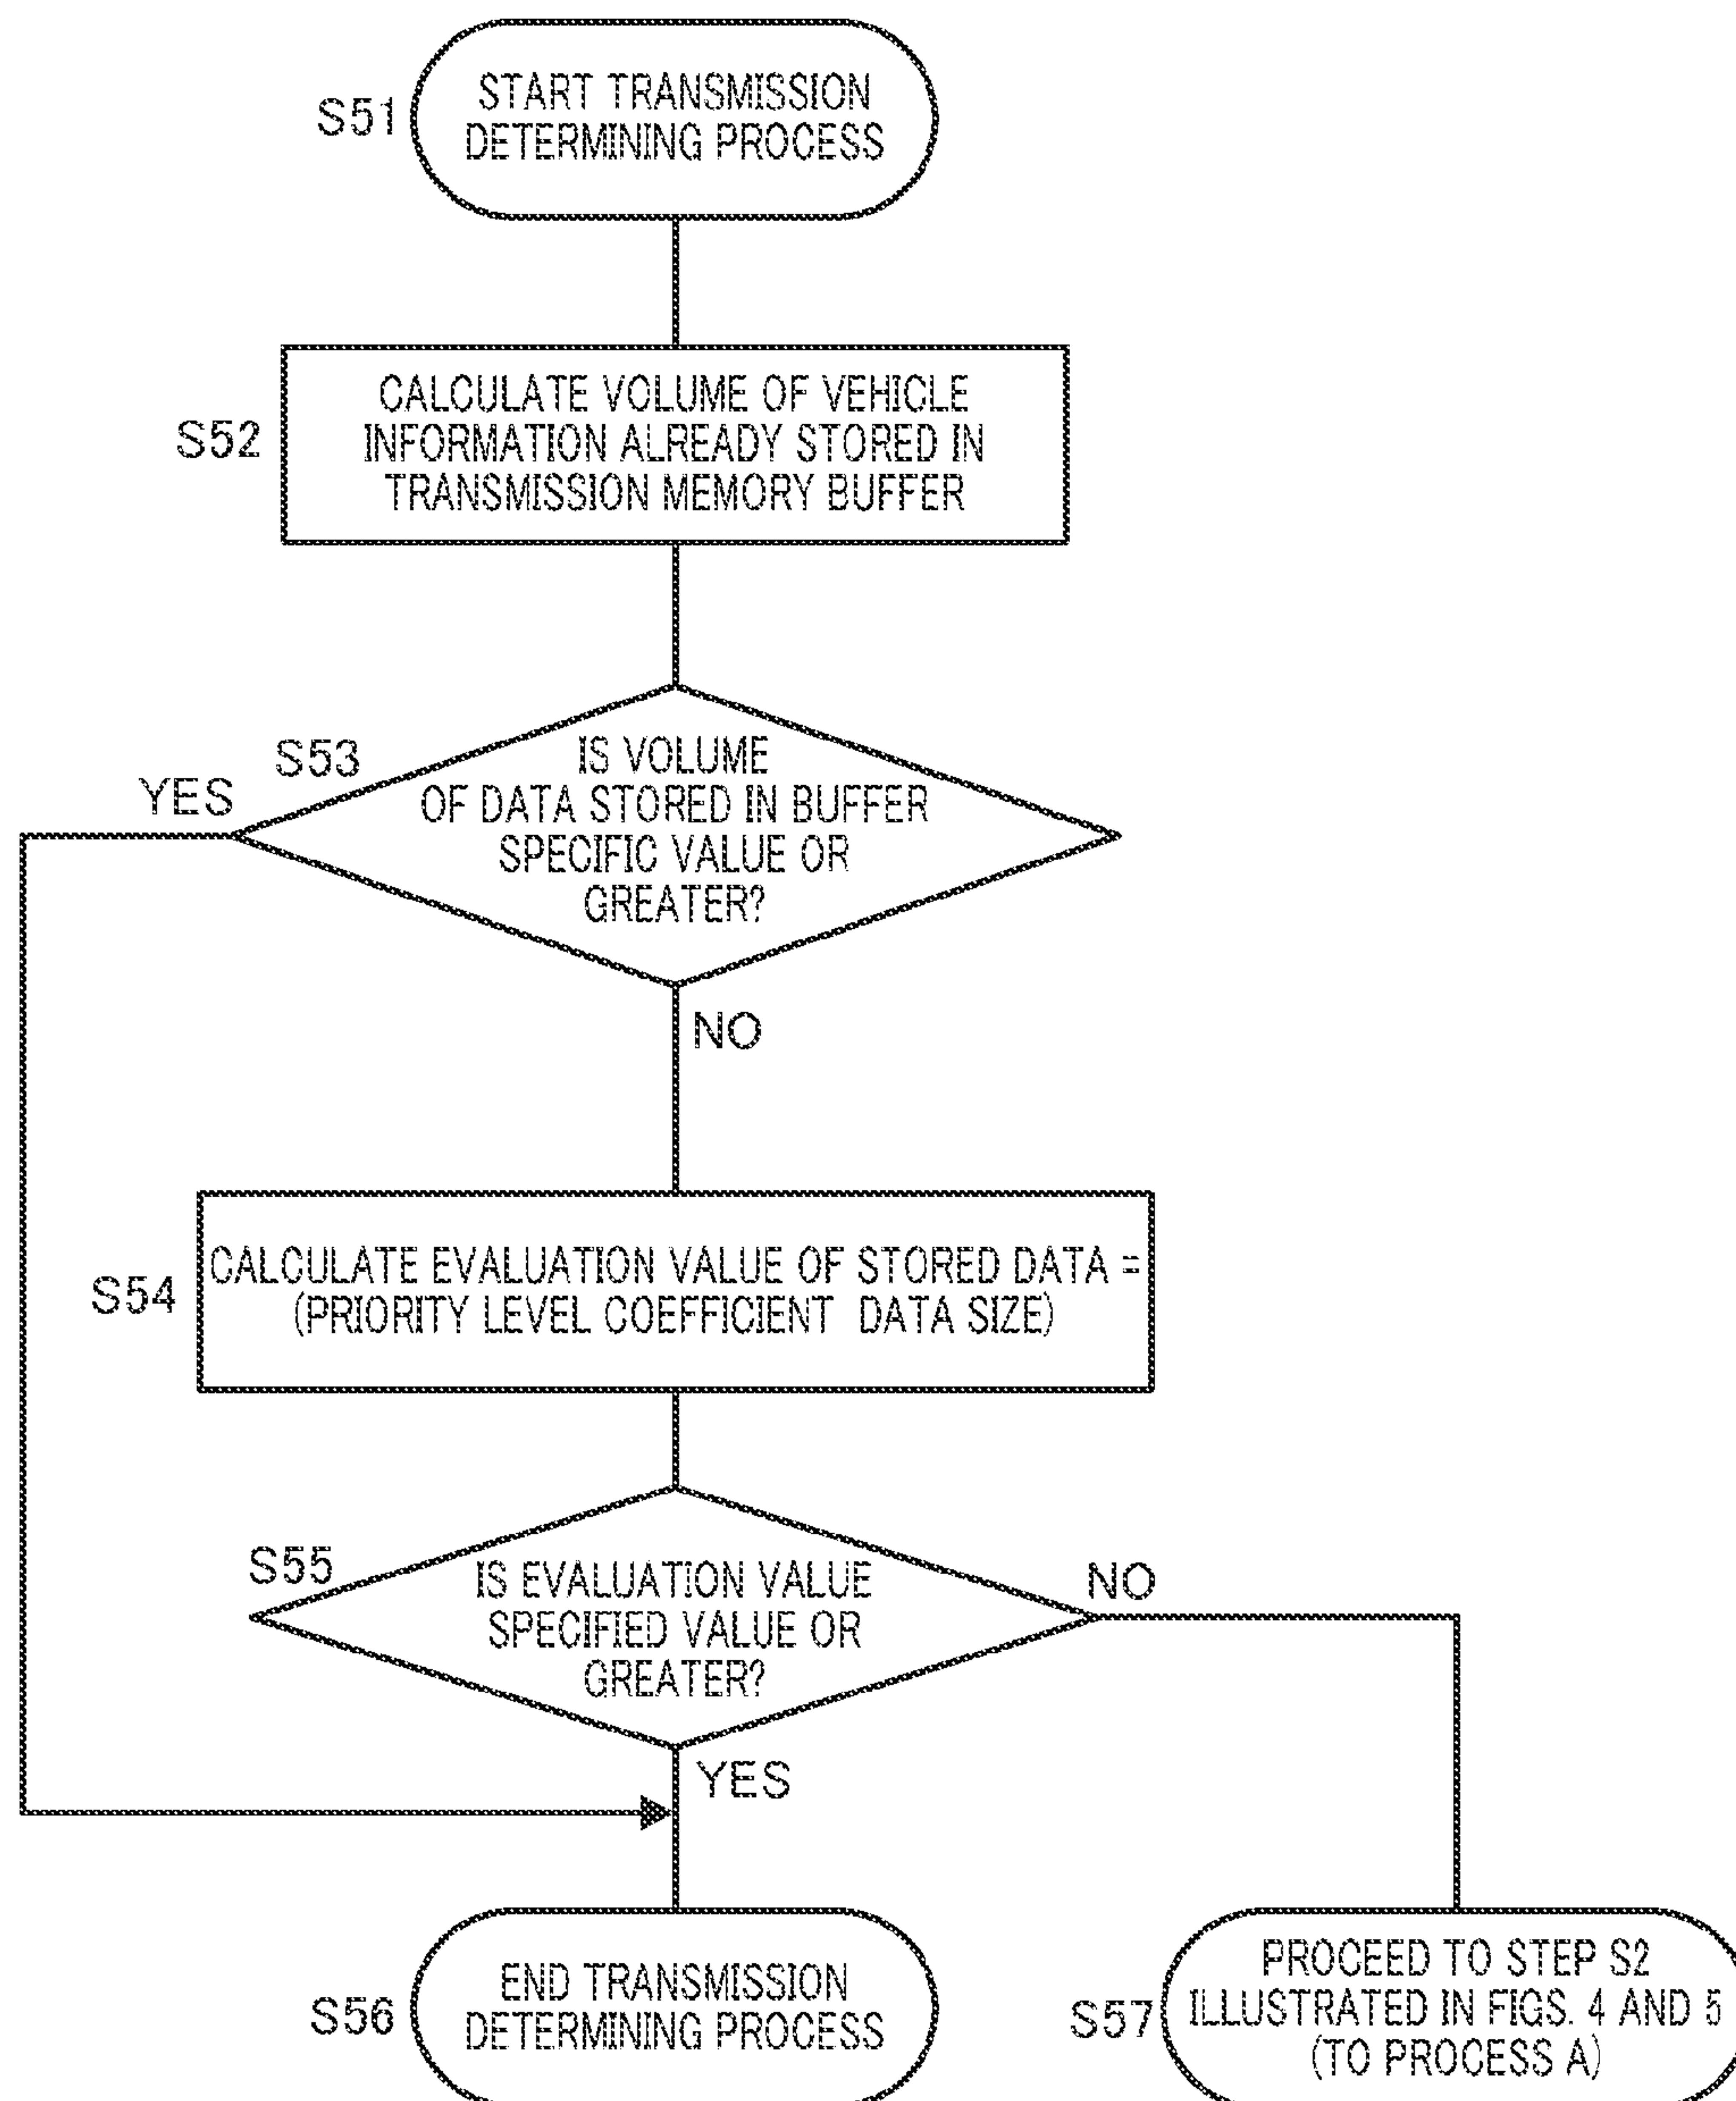 S51
START TRANSMISSION
DETERMINING PROCESS
S52
CALCULATE VOLUME OF VEHICLE
INFORMATION ALREADY STORED IN
TRANSMISSION MEMORY BUFFER
S53
YES
IS VOLUME
OF DATA STORED IN BUFFER
SPECIFIC VALUE OR
GREATER?
NO
S54
CALCULATE EVALUATION VALUE OF STORED DATA =
(PRIORITY LEVEL COEFFICIENT DATA SIZE)
S55
IS EVALUATION VALUE
SPECIFIED VALUE OR
GREATER?
NO
YES
S56
END TRANSMISSION
DETERMINING PROCESS
S57
PROCEED TO STEP S2
ILLUSTRATED IN FIGS. 4 AND 5
(TO PROCESS A)